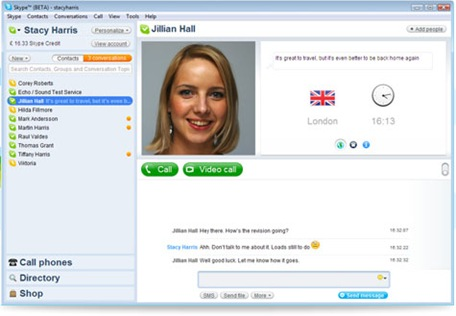 Skype™ (BETA) - stacyharris
Skype Contacts Conversations Call View Tools Help
Stacy Harris
Personalize
£ 16.33 Skype Credit
View account
New
Contacts
3 conversations
Search Contacts, Groups and Conversation Topics
Corey Roberts
Echo / Sound Test Service
Jillian Hall It's great to travel, but it's even b...
Hilda Fillmore
Mark Andersson
Martin Harris
Raul Valdes
Thomas Grant
Tiffany Harris
Viktoria
Call phones
Directory
Shop
Jillian Hall
Add people
It's great to travel, but it's even better to be back home again
London
16:13
Call
Video call
Jillian Hall Hey there. How's the revision going?
16:32:07
Stacy Harris Ahh. Don't talk to me about it. Loads still to do
16:32:22
Jillian Hall Well good luck. Let me know how it goes.
16:32:32
SMS
Send file
More
Send message